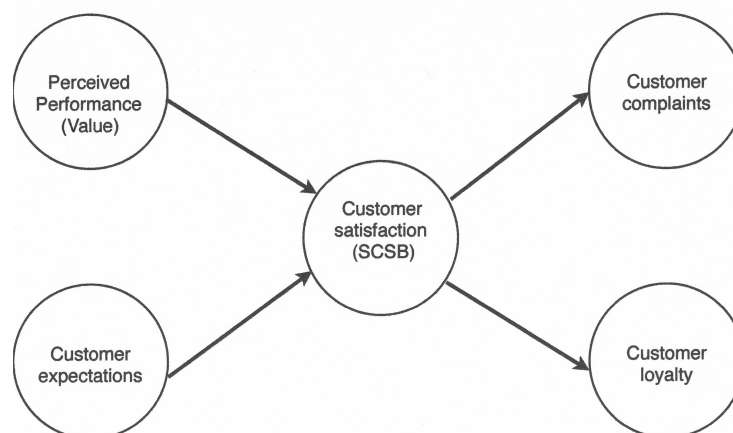 Perceived
Performance
(Value)
Customer
complaints
Customer
satisfaction
(SCSB)
Customer
expectations
Customer
loyalty